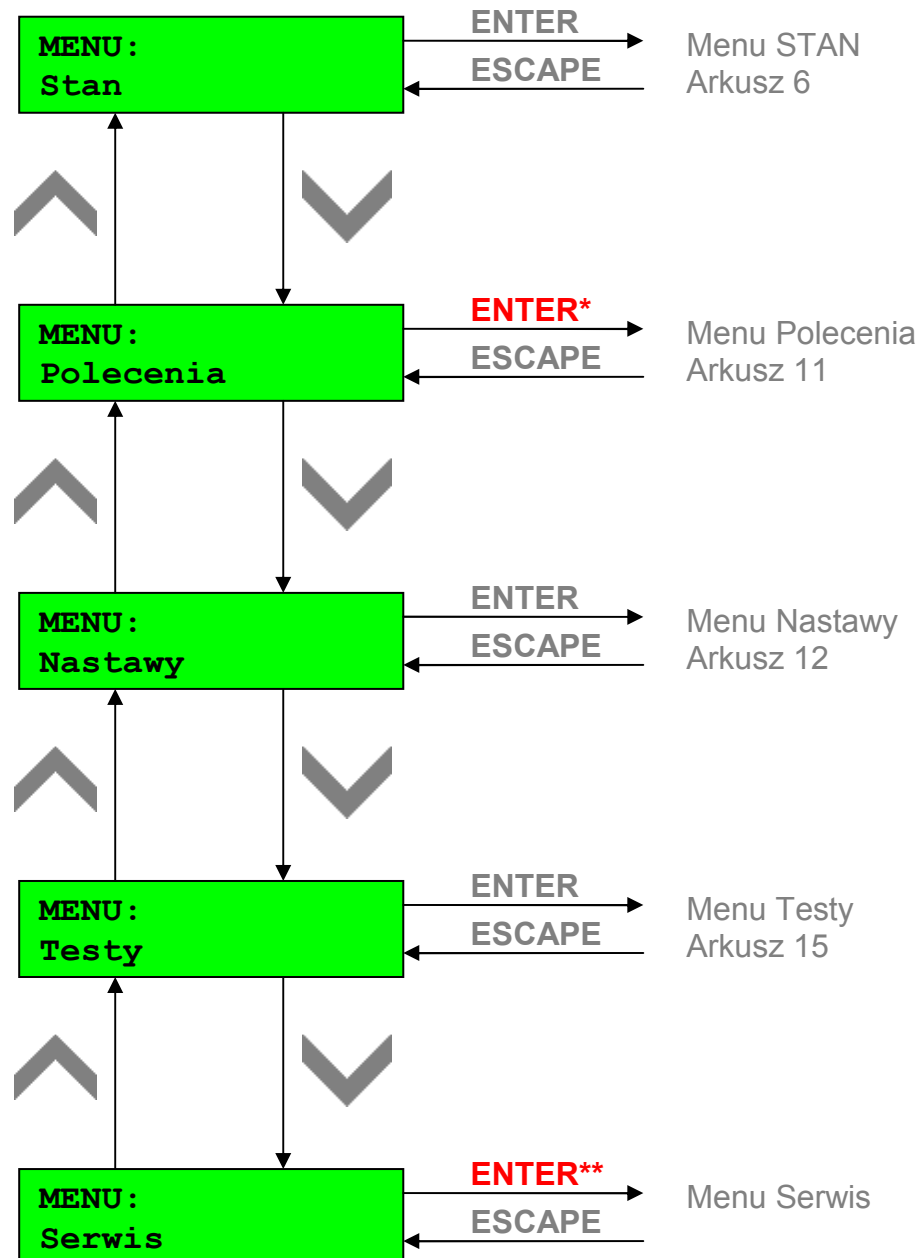 MENU:
Stan
ENTER
ESCAPE
Menu STAN
Arkusz 6
MENU:
Polecenia
ENTER*
ESCAPE
Menu Polecenia
Arkusz 11
MENU:
Nastawy
ENTER
ESCAPE
Menu Nastawy
Arkusz 12
MENU:
Testy
ENTER
ESCAPE
Menu Testy
Arkusz 15
MENU:
Serwis
ENTER**
ESCAPE
Menu Serwis